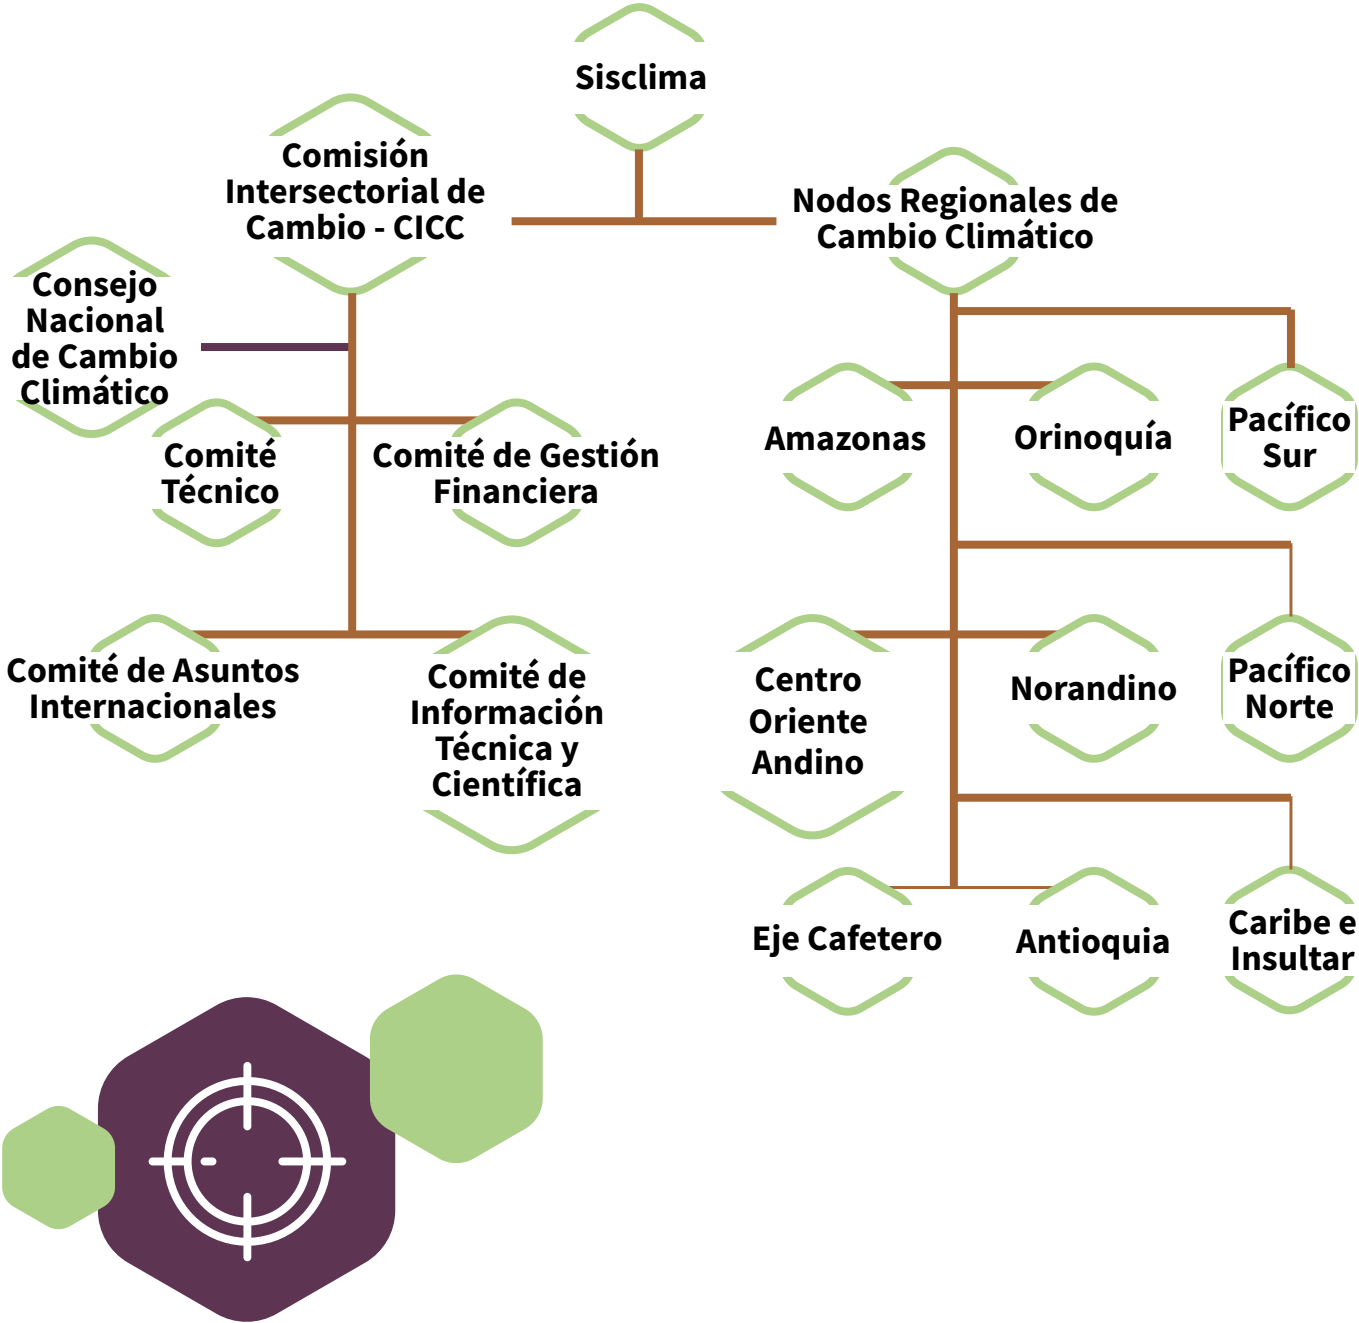 Sisclima
Comisión
Intersectorial de
Cambio - CICC
Nodos Regionales de
Cambio Climático
Consejo
Nacional
de Cambio
Climático
Comité
Técnico
Comité de Gestión
Financiera
Comité de Asuntos
Internacionales
Comité de
Información
Técnica y
Científica
Amazonas
Orinoquía
Pacífico
Sur
Centro
Oriente
Andino
Norandino
Pacífico
Norte
Eje Cafetero
Antioquia
Caribe e
Insultar